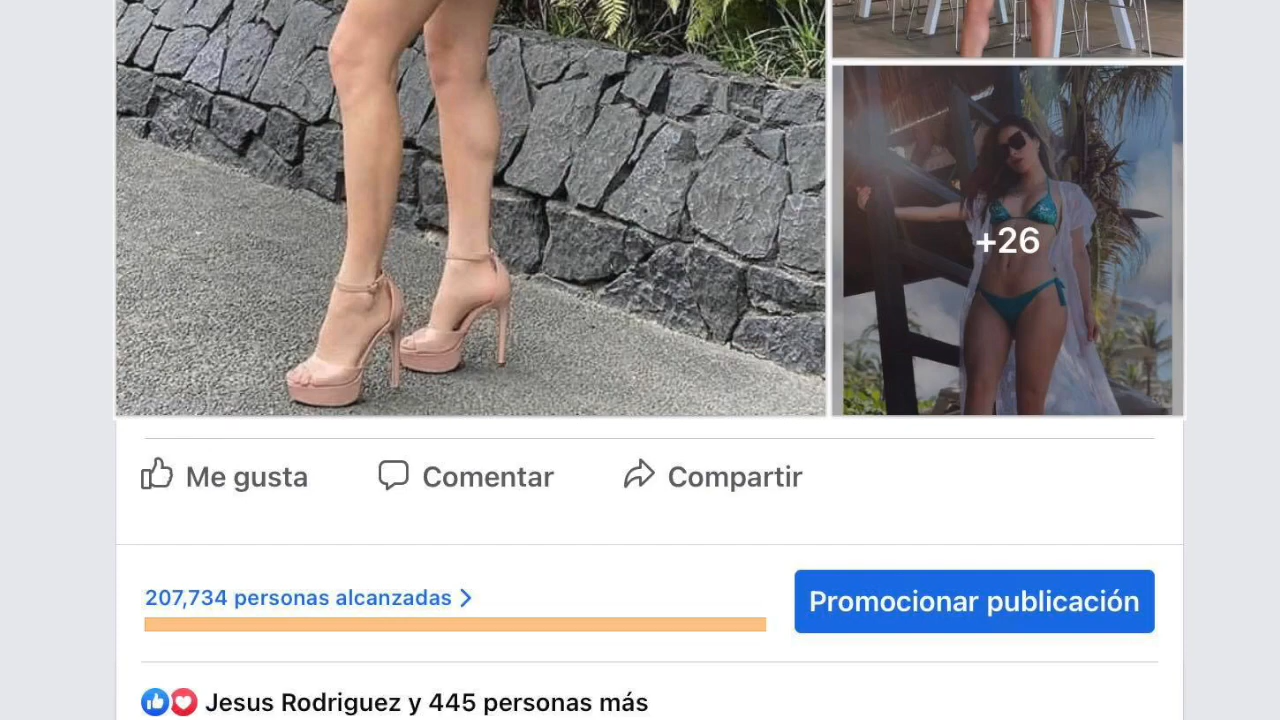 +26
Me gusta
Comentar
Compartir
207,734 personas alcanzadas
Promocionar publicación
Jesus Rodriguez y 445 personas más